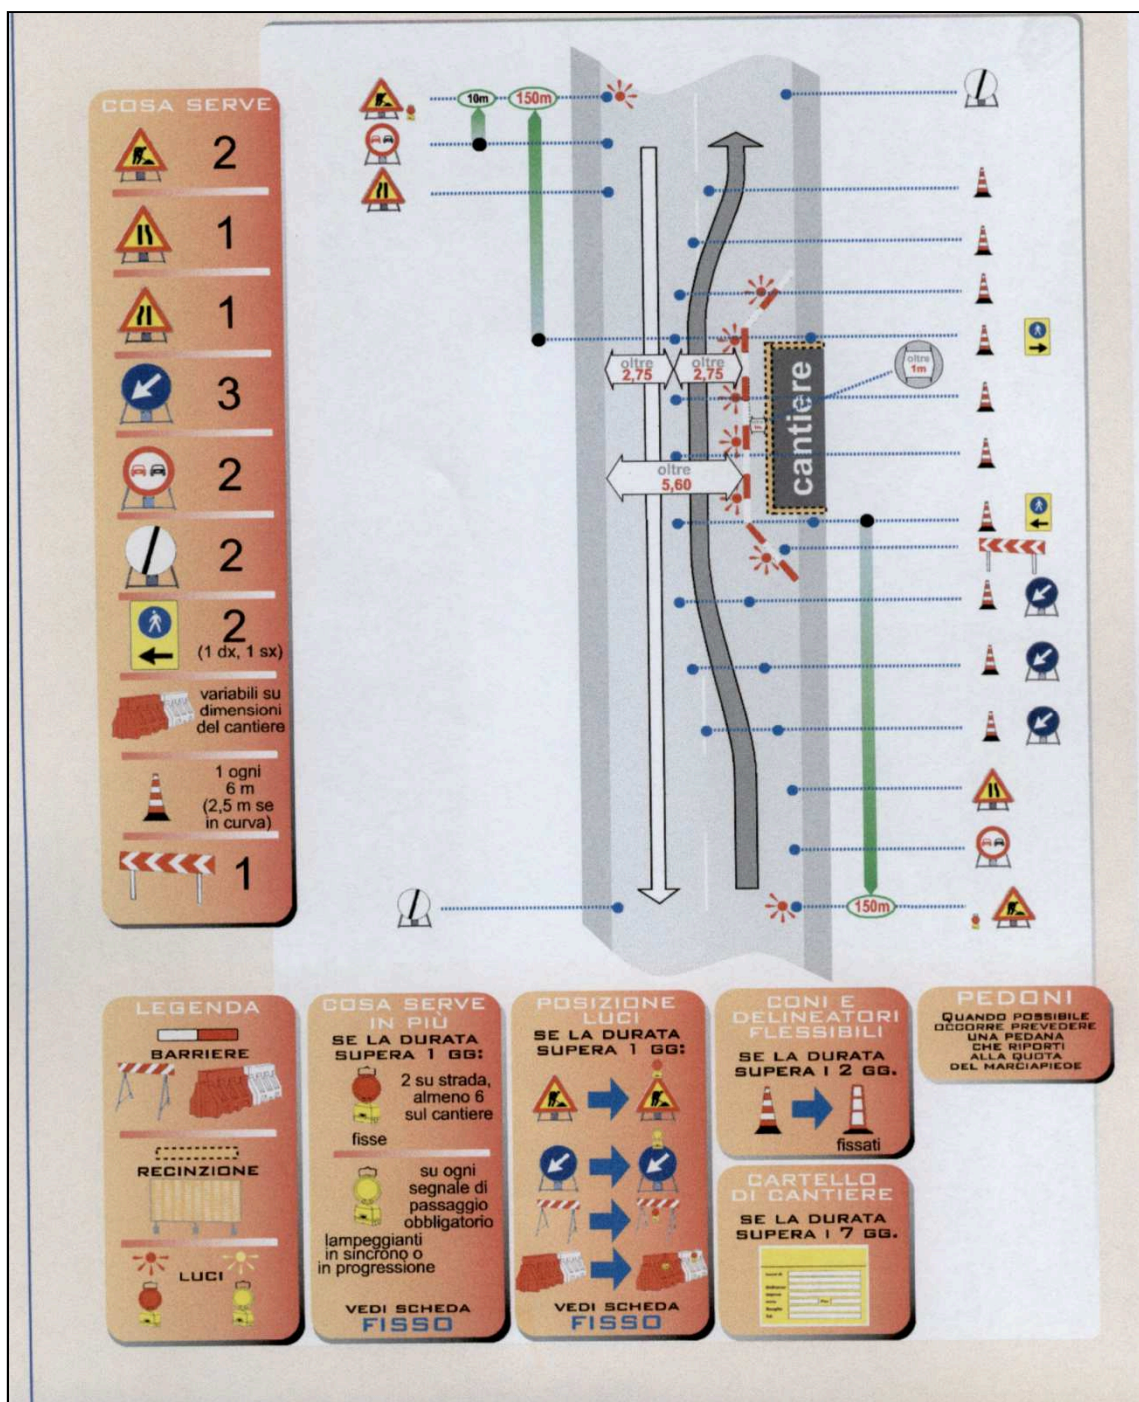 COSA SERVE
2
1
1
3
2
2
2
(1 dx, 1 sx)
variabili su
dimensioni
del cantiere
1 ogni
6 m
(2,5 m se
in curva)
1
10m
150m
oltre
2,75
oltre
2,75
oltre
1m
oltre
5,60
cantiere
150m
LEGENDA
BARRIERE
RECINZIONE
LUCI
COSA SERVE
IN PIÙ
SE LA DURATA
SUPERA 1 GG:
2 su strada,
almeno 6
sul cantiere
fisse
su ogni
segnale di
passaggio
obbligatorio
lampeggianti
in sincrono o
in progressione
VEDI SCHEDA
FISSO
POSIZIONE
LUCI
SE LA DURATA
SUPERA 1 GG:
VEDI SCHEDA
FISSO
CONI E
DELINEATORI
FLESSIBILI
SE LA DURATA
SUPERA I 2 GG.
fissati
CARTELLO
DI CANTIERE
SE LA DURATA
SUPERA I 7 GG.
PEDONI
QUANDO POSSIBILE
OCCORRE PREVEDERE
UNA PEDANA
CHE RIPORTI
ALLA QUOTA
DEL MARCIAPIEDE